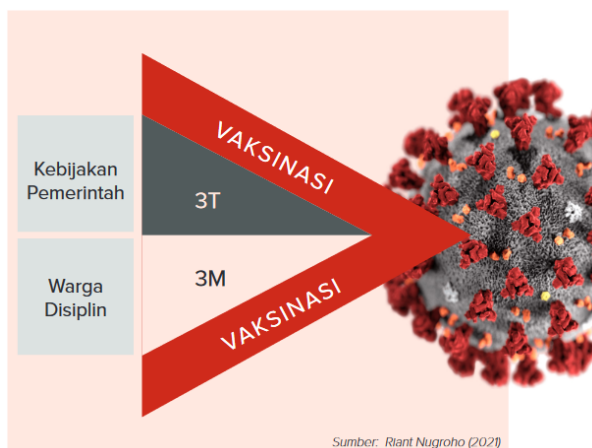 VAKSINASI
Kebijakan
Pemerintah
3T
3M
Warga
Disiplin
VAKSINASI
Sumber: Riant Nugroho (2021)